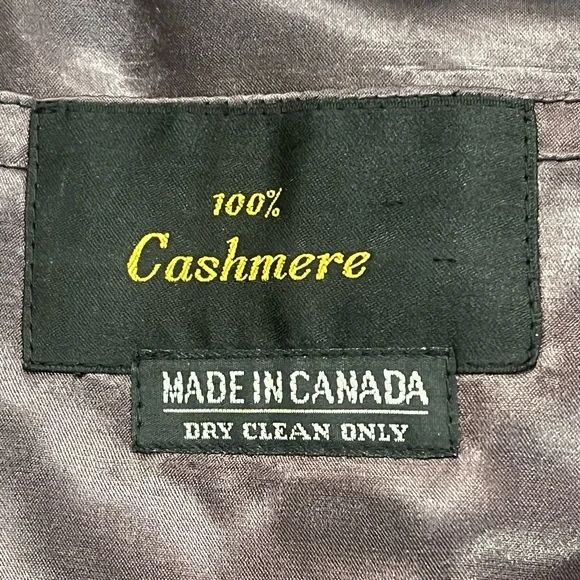 100%
Cashmere
MADE IN CANADA
DRY CLEAN ONLY